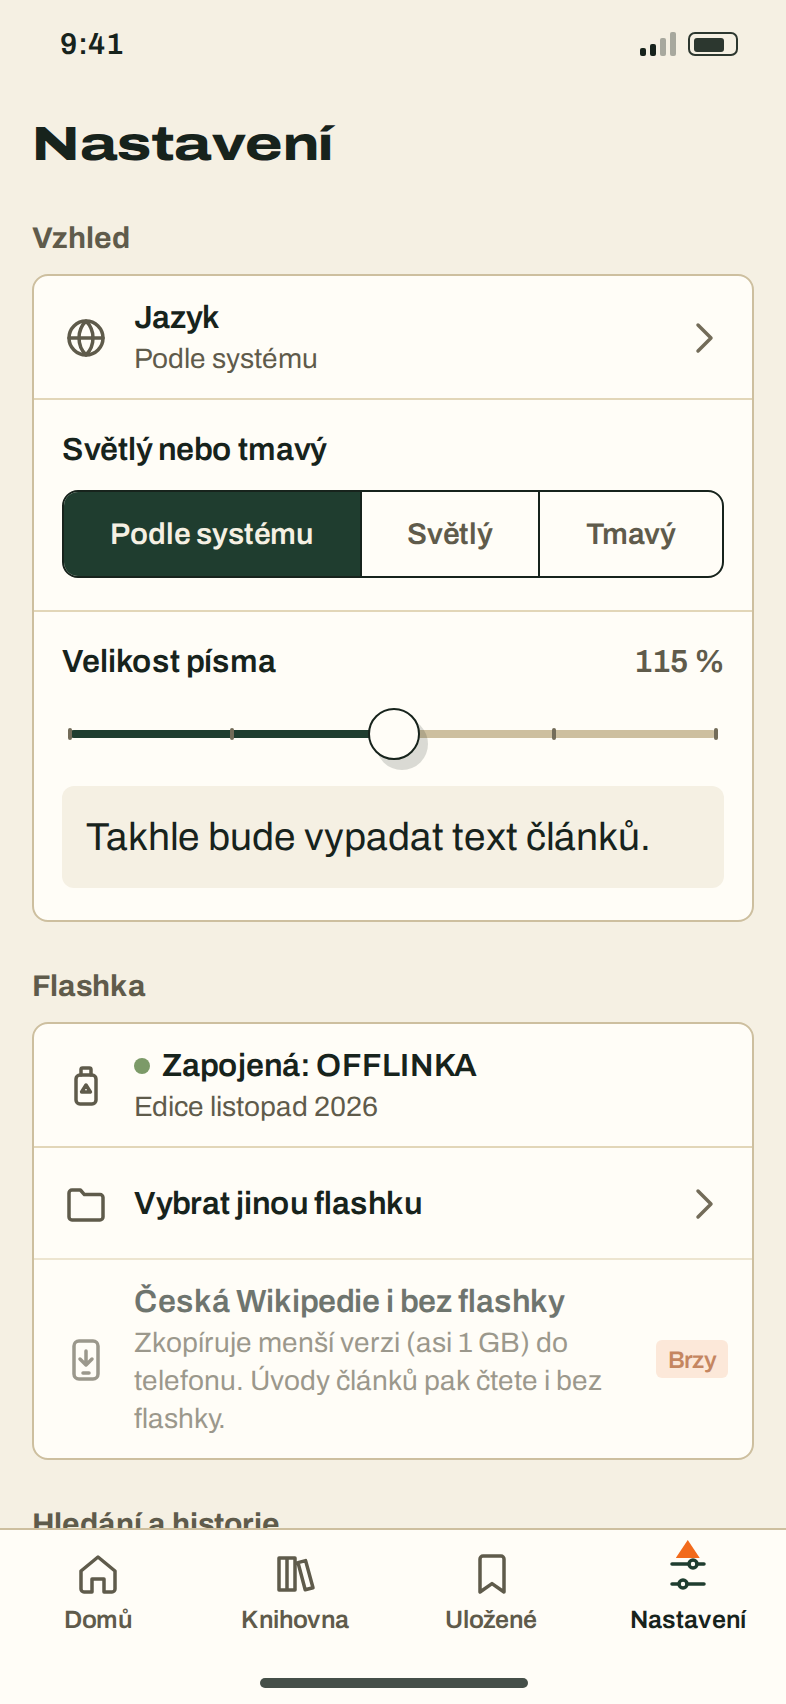 9:41
Nastavení
Vzhled
Jazyk
Podle systému
Světlý nebo tmavý
Podle systému
Světlý
Tmavý
Velikost písma
115 %
Takhle bude vypadat text článků.
Flashka
Zapojená: OFFLINKA
Edice listopad 2026
Vybrat jinou flashku
Česká Wikipedie i bez flashky
Zkopíruje menší verzi (asi 1 GB) do
telefonu. Úvody článků pak čtete i bez
flashky.
Brzy
Hledání a historie
Domů
Knihovna
Uložené
Nastavení